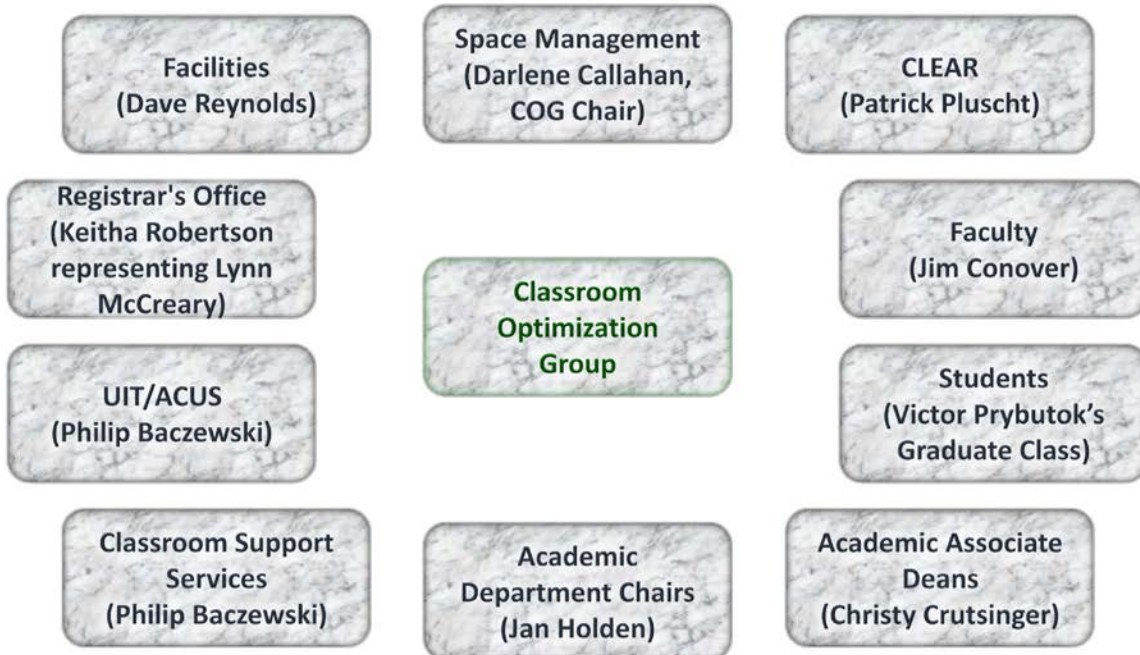 Facilities
(Dave Reynolds)
Space Management
(Darlene Callahan,
COG Chair)
CLEAR
(Patrick Pluscht)
Registrar's Office
(Keitha Robertson
representing Lynn
McCreary)
Faculty
(Jim Conover)
Classroom
Optimization
Group
UIT/ACUS
(Philip Baczewski)
Students
(Victor Prybutok’s
Graduate Class)
Classroom Support
Services
(Philip Baczewski)
Academic
Department Chairs
(Jan Holden)
Academic Associate
Deans
(Christy Crutsinger)